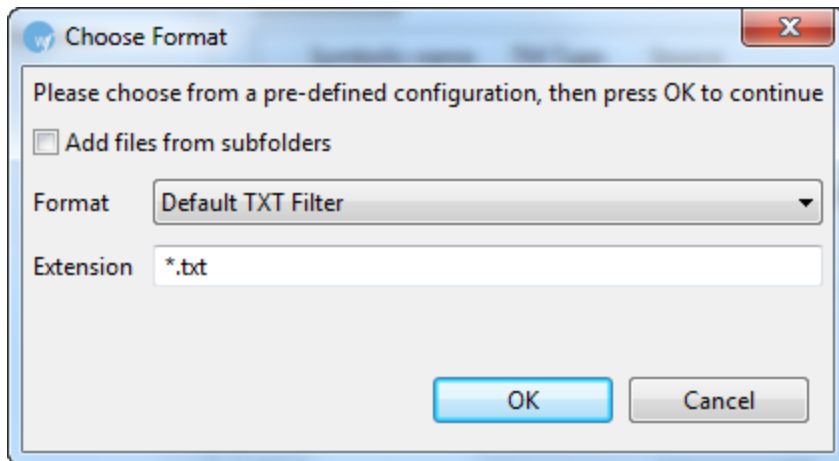 Choose Format
Please choose from a pre-defined configuration, then press OK to continue
Add files from subfolders
Format Default TXT Filter
Extension *.txt
OK Cancel